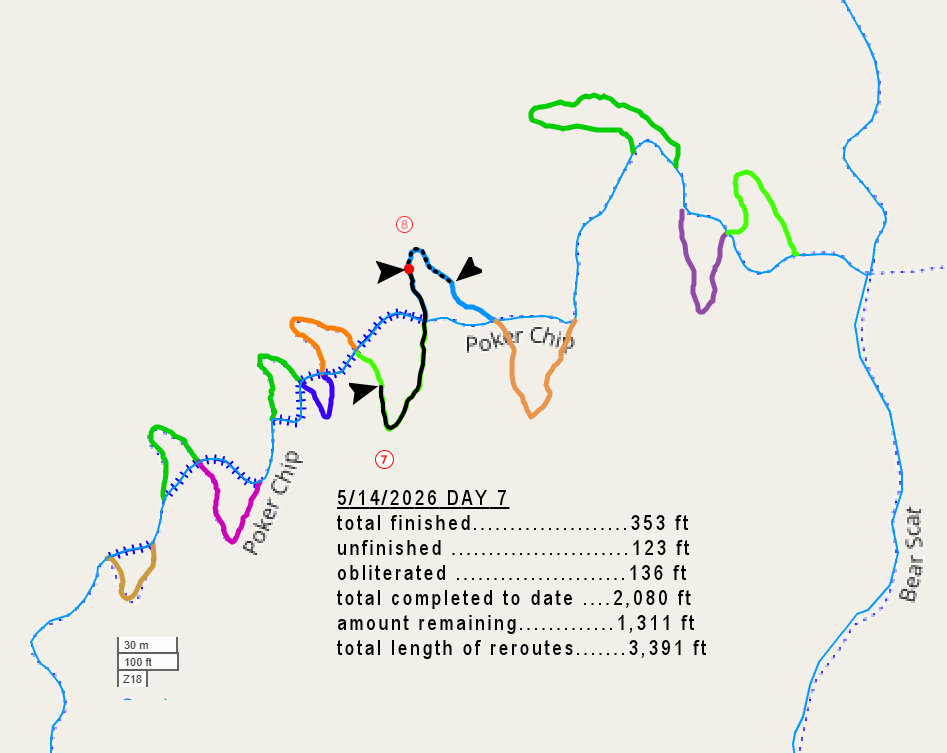 8
Poker Chip
7
Poker Chip
5/14/2026 DAY 7
total finished.....................353 ft
unfinished ........................123 ft
obliterated .......................136 ft
total completed to date ....2,080 ft
amount remaining.............1,311 ft
total length of reroutes.......3,391 ft
Bear Scat
30 m
100 ft
Z18